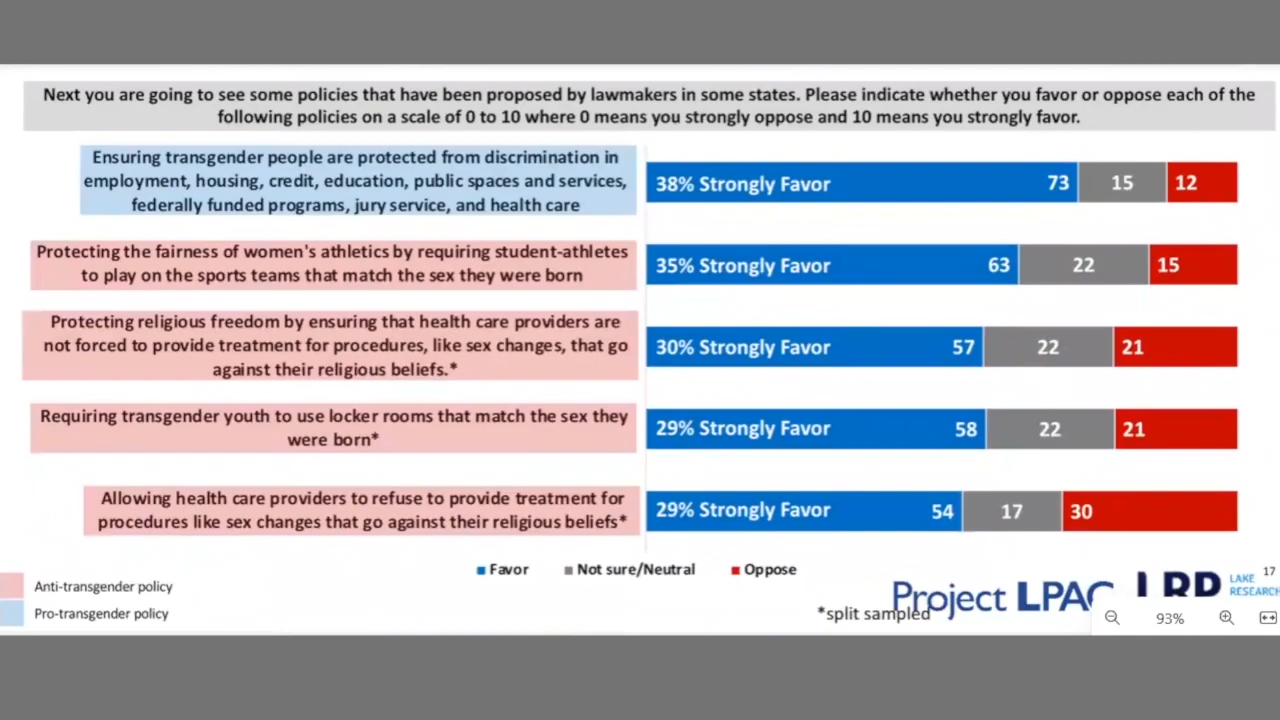 Next you are going to see some policies that have been proposed by lawmakers in some states. Please indicate whether you favor or oppose each of the
following policies on a scale of 0 to 10 where 0 means you strongly oppose and 10 means you strongly favor.
Ensuring transgender people are protected from discrimination in
employment, housing, credit, education, public spaces and services,
federally funded programs, jury service, and health care
38% Strongly Favor 73 15 12
Protecting the fairness of women's athletics by requiring student-athletes
to play on the sports teams that match the sex they were born
35% Strongly Favor 63 22 15
Protecting religious freedom by ensuring that health care providers are
not forced to provide treatment for procedures, like sex changes, that go
against their religious beliefs.*
30% Strongly Favor 57 22 21
Requiring transgender youth to use locker rooms that match the sex they
were born*
29% Strongly Favor 58 22 21
Allowing health care providers to refuse to provide treatment for
procedures like sex changes that go against their religious beliefs*
29% Strongly Favor 54 17 30
Favor Not sure/Neutral Oppose
Anti-transgender policy
Pro-transgender policy
*split sampled
Project LPAC
LRP
LAKE
RESEARCH
17
93%